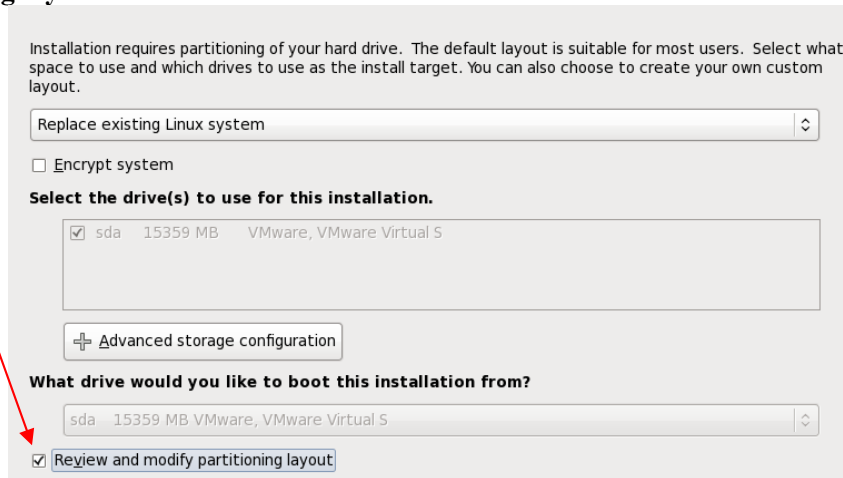 Installation requires partitioning of your hard drive. The default layout is suitable for most users. Select what
space to use and which drives to use as the install target. You can also choose to create your own custom
layout.
Replace existing Linux system
Encrypt system
Select the drive(s) to use for this installation.
sda 15359 MB VMware, VMware Virtual S
Advanced storage configuration
What drive would you like to boot this installation from?
sda 15359 MB VMware, VMware Virtual S
Review and modify partitioning layout